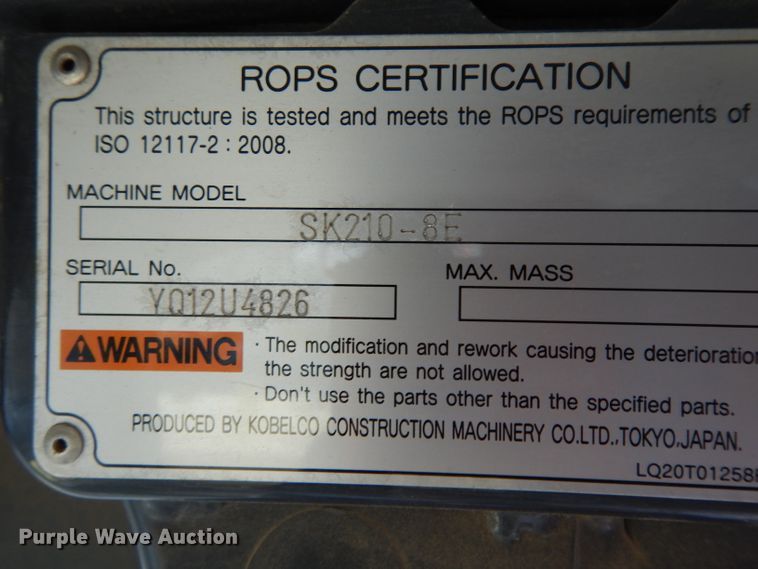 ROPS CERTIFICATION
This structure is tested and meets the ROPS requirements of
ISO 12117-2 : 2008.
MACHINE MODEL
SK210-8E
SERIAL No.
MAX. MASS
YQ12U4826
WARNING
· The modification and rework causing the deterioration
the strength are not allowed.
· Don't use the parts other than the specified parts.
PRODUCED BY KOBELCO CONSTRUCTION MACHINERY CO.LTD.,TOKYO.JAPAN.
LQ20T01258
Purple Wave Auction